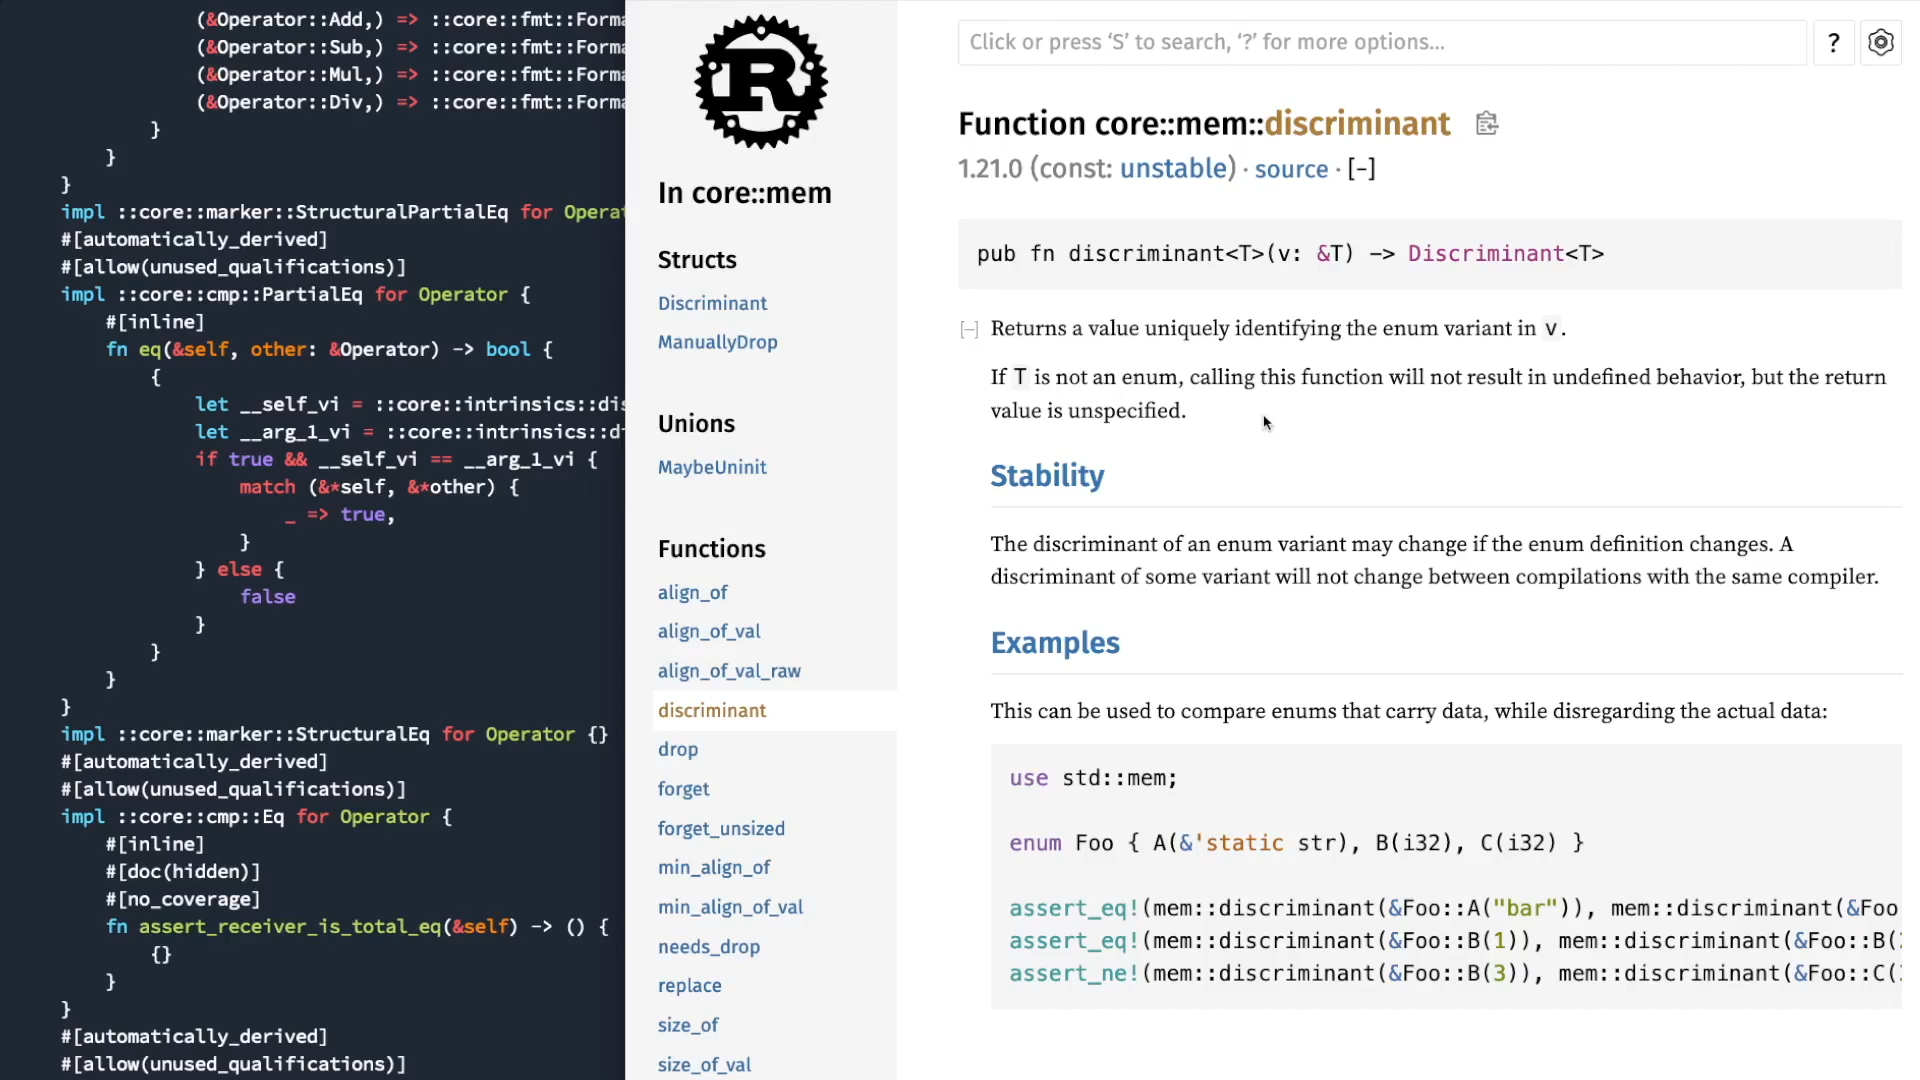 (&Operator::Add,) => ::core::fmt::Forma
(&Operator::Sub,) => ::core::fmt::Forma
(&Operator::Mul,) => ::core::fmt::Forma
(&Operator::Div,) => ::core::fmt::Forma
}
}
}
impl ::core::marker::StructuralPartialEq for Operat
#[automatically_derived]
#[allow(unused_qualifications)]
impl ::core::cmp::PartialEq for Operator {
#[inline]
fn eq(&self, other: &Operator) -> bool {
{
let __self_vi = ::core::intrinsics::dis
let __arg_1_vi = ::core::intrinsics::di
if true && __self_vi == __arg_1_vi {
match (&*self, &*other) {
_ => true,
}
} else {
false
}
}
}
}
impl ::core::marker::StructuralEq for Operator {}
#[automatically_derived]
#[allow(unused_qualifications)]
impl ::core::cmp::Eq for Operator {
#[inline]
#[doc(hidden)]
#[no_coverage]
fn assert_receiver_is_total_eq(&self) -> () {
{}
}
}
#[automatically_derived]
#[allow(unused_qualifications)]
R
In core::mem
Structs
Discriminant
ManuallyDrop
Unions
MaybeUninit
Functions
align_of
align_of_val
align_of_val_raw
discriminant
drop
forget
forget_unsized
min_align_of
min_align_of_val
needs_drop
replace
size_of
size_of_val
Click or press ‘S’ to search, ‘?’ for more options...
?
Function core::mem::discriminant
1.21.0 (const: unstable) · source · [−]
pub fn discriminant<T>(v: &T) -> Discriminant<T>
[−] Returns a value uniquely identifying the enum variant in v.
If T is not an enum, calling this function will not result in undefined behavior, but the return
value is unspecified.
Stability
The discriminant of an enum variant may change if the enum definition changes. A
discriminant of some variant will not change between compilations with the same compiler.
Examples
This can be used to compare enums that carry data, while disregarding the actual data:
use std::mem;
enum Foo { A(&'static str), B(i32), C(i32) }
assert_eq!(mem::discriminant(&Foo::A("bar")), mem::discriminant(&Foo
assert_eq!(mem::discriminant(&Foo::B(1)), mem::discriminant(&Foo::B(
assert_ne!(mem::discriminant(&Foo::B(3)), mem::discriminant(&Foo::C(